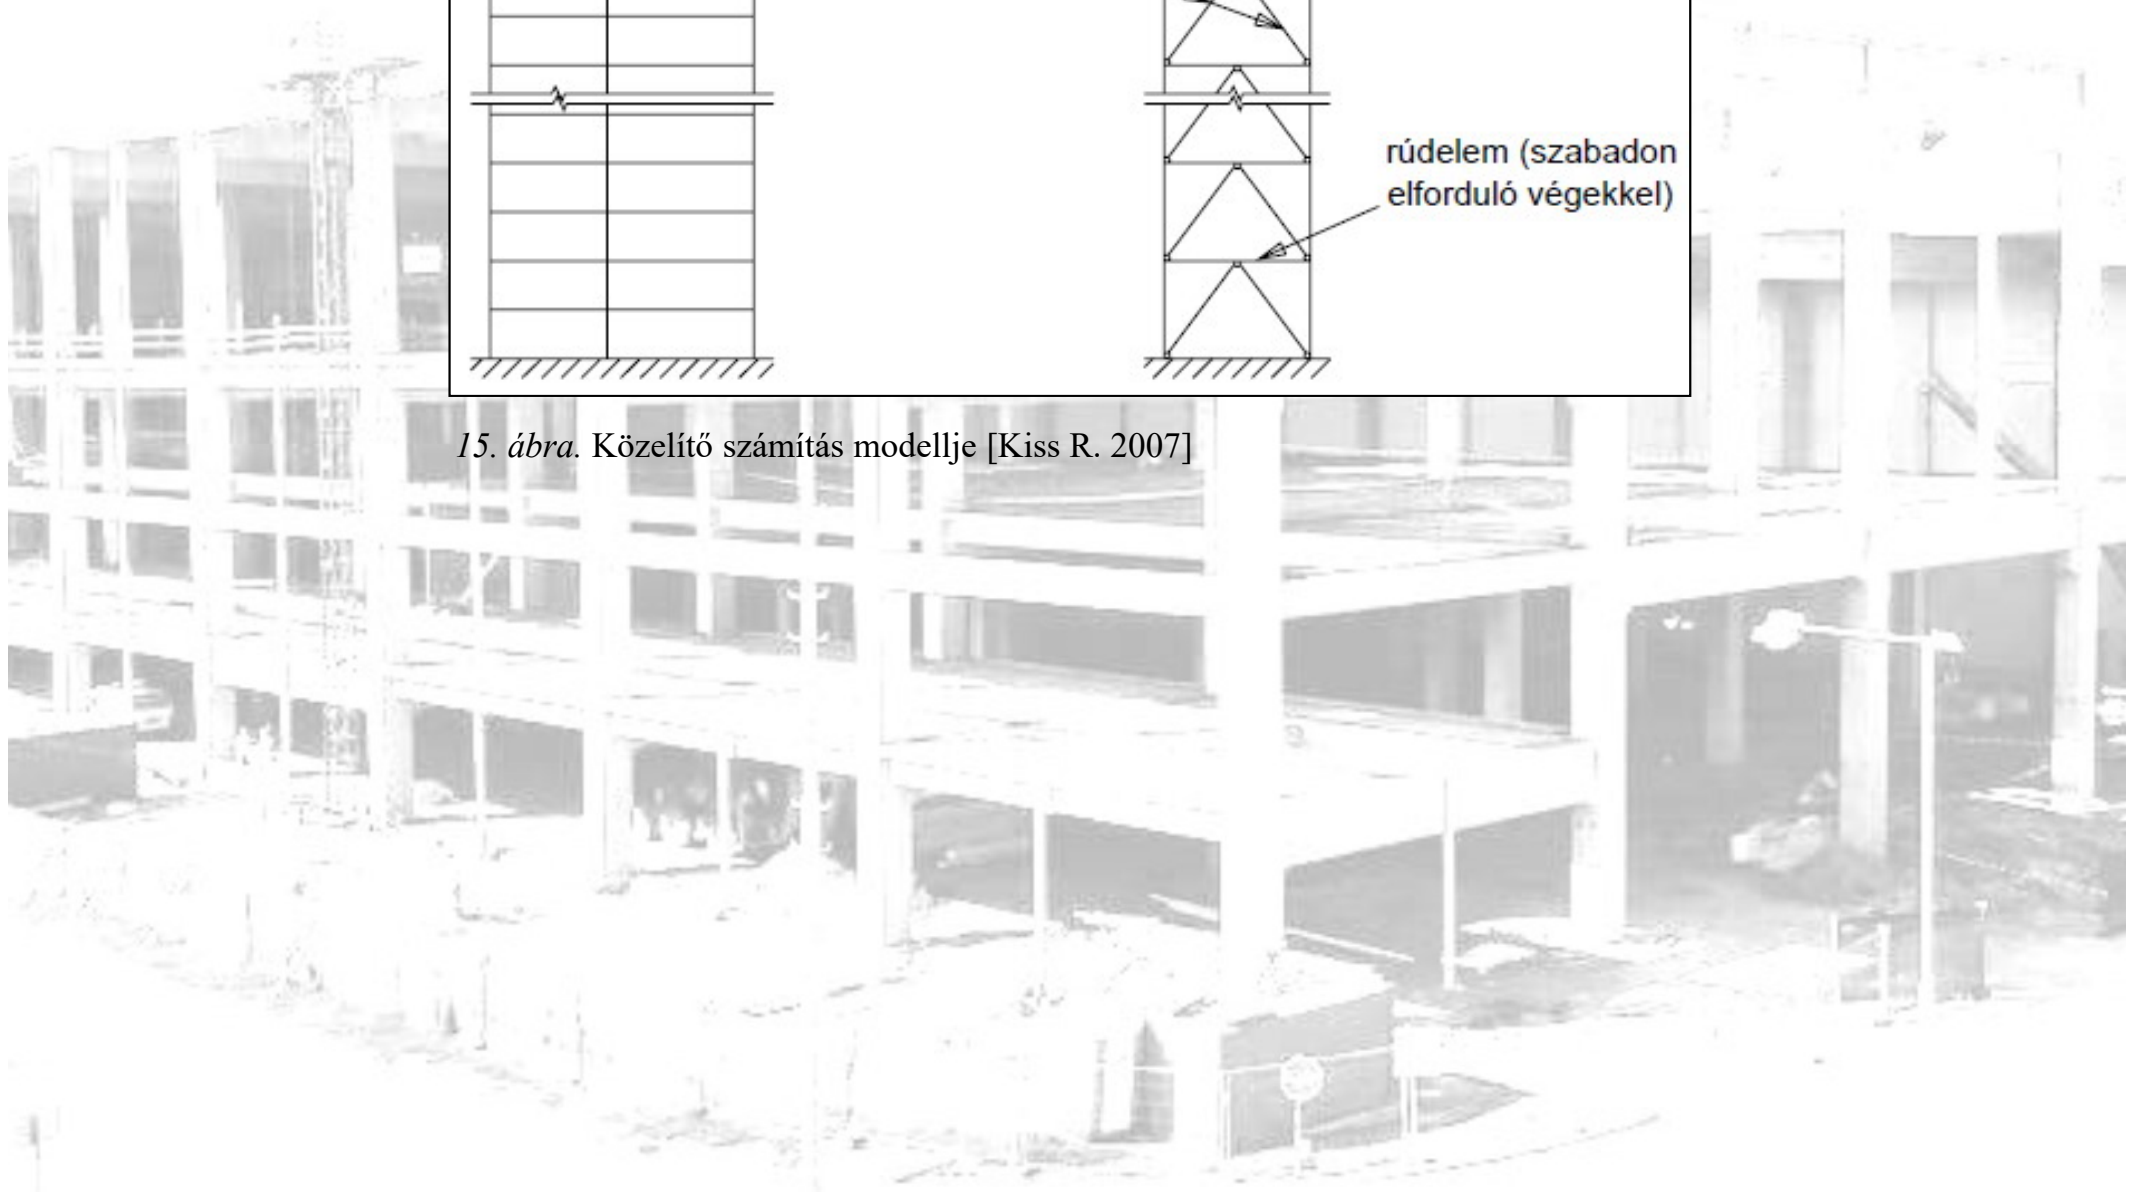 rúdelem (szabadon
elforduló végekkel)
15. ábra. Közelítő számítás modellje [Kiss R. 2007]